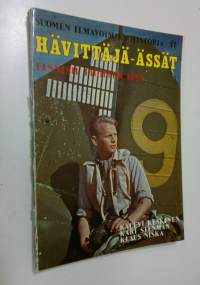 SUOMEN ILMAVOIMIEN HISTORIA 11
HÄVITTÄJÄ-ÄSSÄT
FINNISH FIGHTER ACES
9
KALEVI KESKINEN
KARI STENMAN
KLAUS NISKA